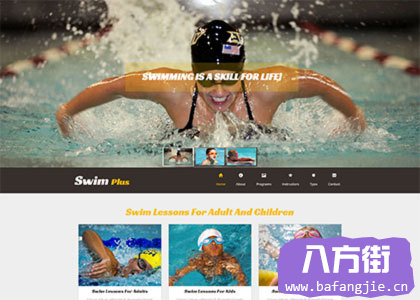 SWIMMING IS A SKILL FOR LIFE]
Swim Plus
Home About Programs Instructors Type Contact
Swim Lessons For Adult And Children
Swim Lessons For Adults Swim Lessons For Kids
八方街
www.bafangjie.cn